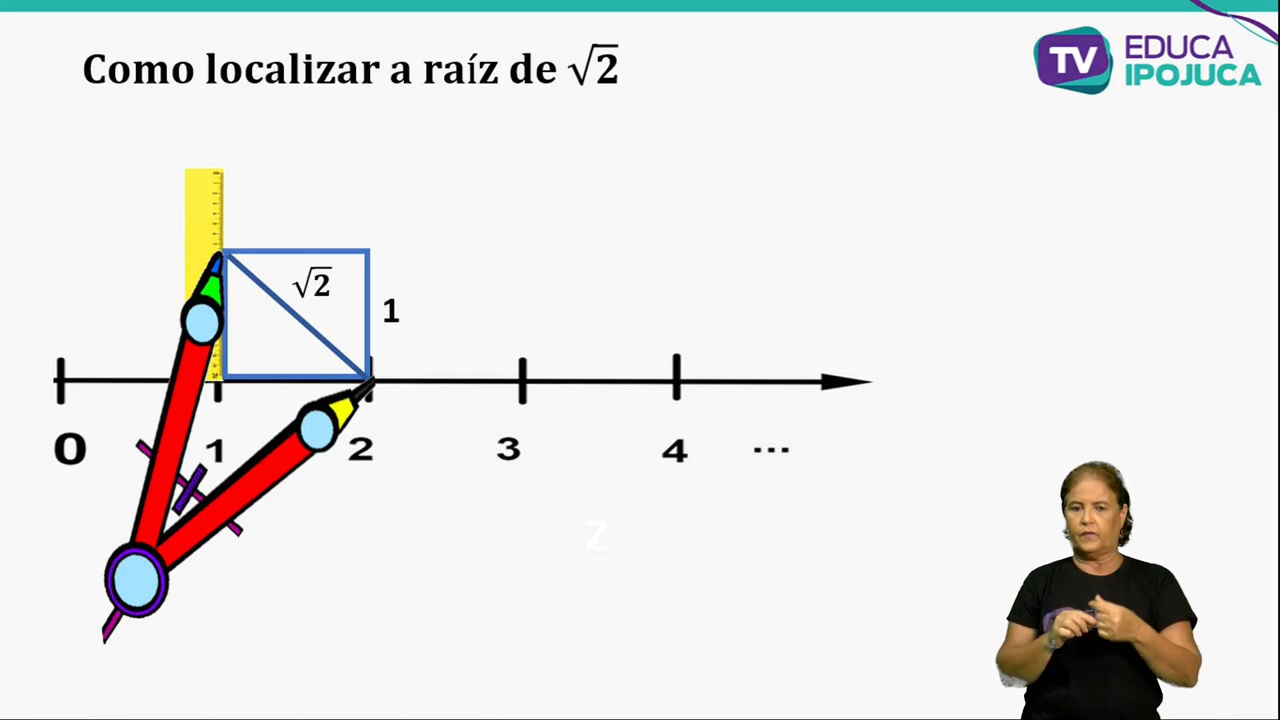 Como localizar a raíz de √2
TV EDUCA
IPOJUCA
√2
1
0 1 2 3 4 ...
Z